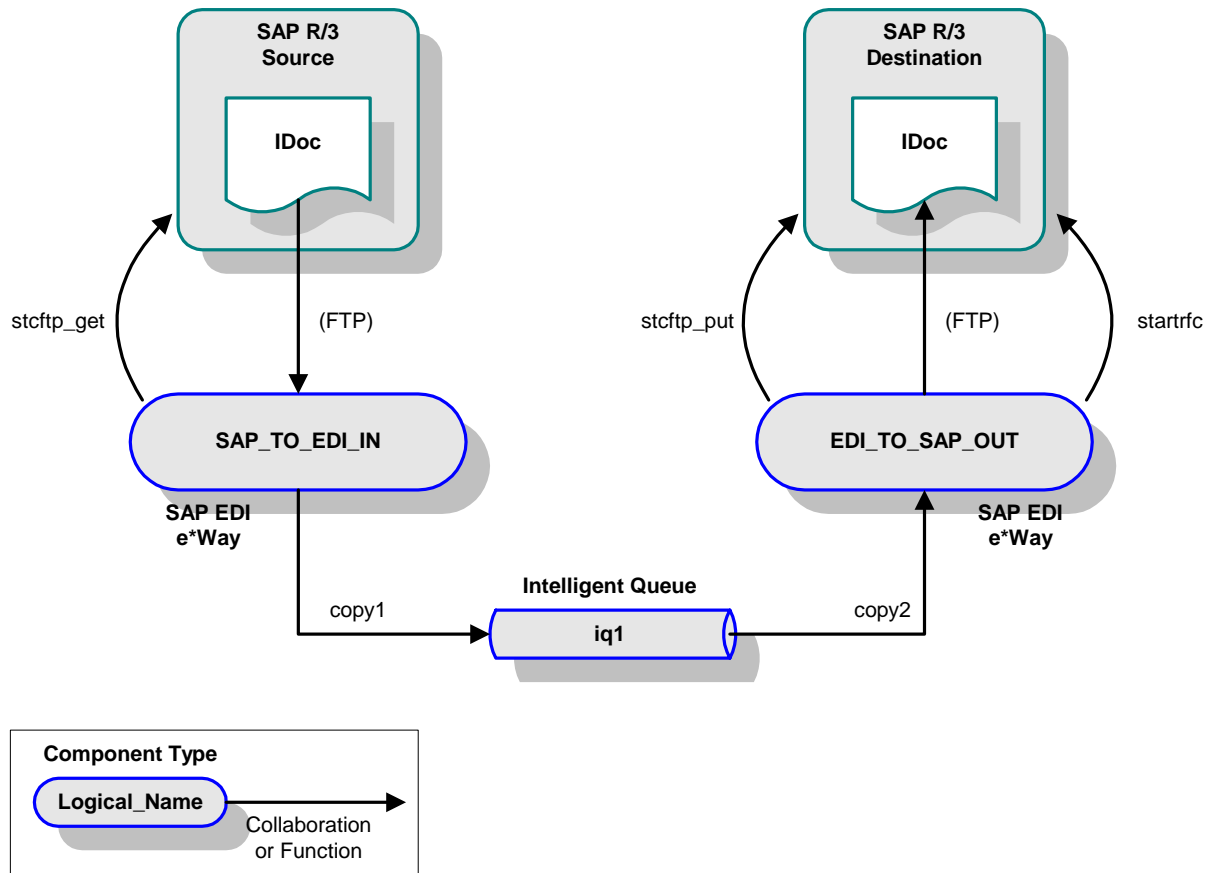 SAP R/3
Source
IDoc
SAP R/3
Destination
IDoc
stcftp_get
(FTP)
stcftp_put
(FTP)
startrfc
SAP_TO_EDI_IN
EDI_TO_SAP_OUT
SAP EDI
e*Way
SAP EDI
e*Way
Intelligent Queue
copy1
iq1
copy2
Component Type
Logical_Name
Collaboration
or Function